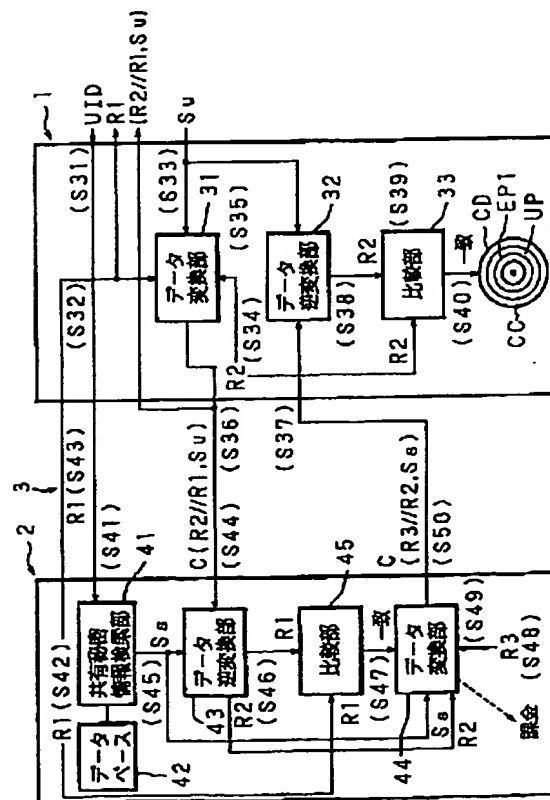 2
3
1
R1(S42)
R1(S43)
(S32)
UID
(S41)
(S31)
R1
データベース
42
共有秘密
情報検索部
41
(R2//R1,Su)
(S45)
Sa
(S33)
Su
データ
逆変換部
43
C(R2//R1,Su)
(S44)
(S36)
データ
変換部
31
R2
(S34)
(S35)
R2
(S46)
R1
(S37)
データ
逆変換部
32
R1
比較部
45
R2
(S38)
(S47)
一致
R2
比較部
33
(S39)
44
データ
変換部
C
(R3//R2,Sa)
(S50)
(S40)
一致
Sa
R2
(S49)
R3
(S48)
CC
CD
EP1
UP
課金